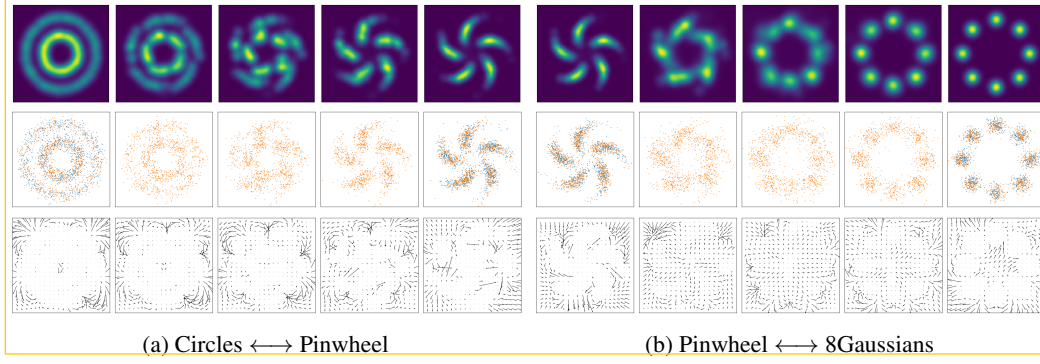 (a) Circles ⟷ Pinwheel
(b) Pinwheel ⟷ 8Gaussians